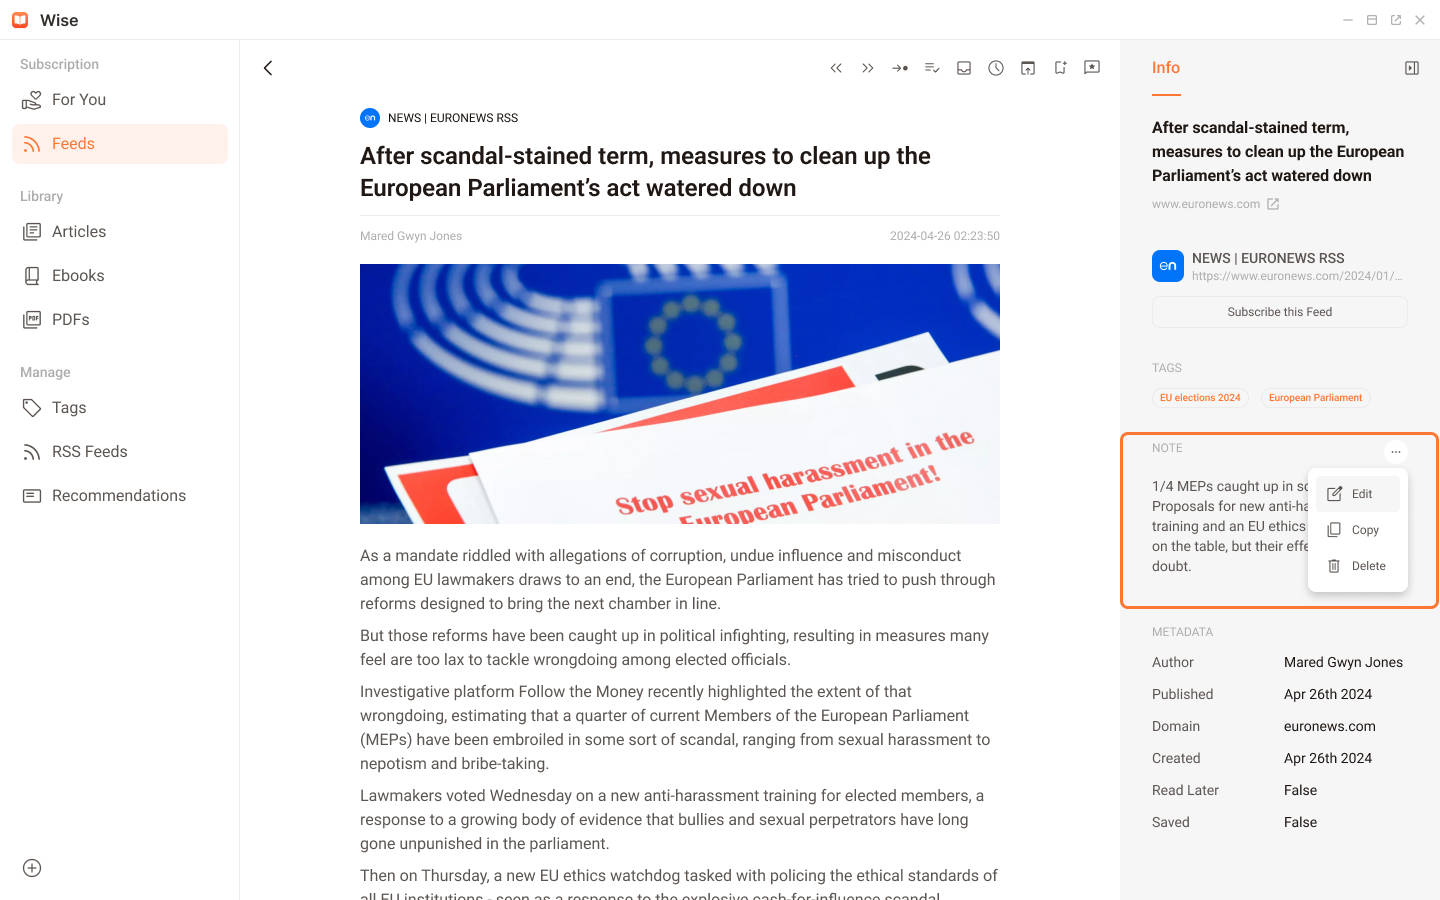 Wise
Subscription
For You
Feeds
Library
Articles
Ebooks
PDF
PDFs
Manage
Tags
RSS Feeds
Recommendations
en
NEWS | EURONEWS RSS
After scandal-stained term, measures to clean up the
European Parliament’s act watered down
Mared Gwyn Jones
2024-04-26 02:23:50
Stop sexual harassment in the
European Parliament!
As a mandate riddled with allegations of corruption, undue influence and misconduct
among EU lawmakers draws to an end, the European Parliament has tried to push through
reforms designed to bring the next chamber in line.
But those reforms have been caught up in political infighting, resulting in measures many
feel are too lax to tackle wrongdoing among elected officials.
Investigative platform Follow the Money recently highlighted the extent of that
wrongdoing, estimating that a quarter of current Members of the European Parliament
(MEPs) have been embroiled in some sort of scandal, ranging from sexual harassment to
nepotism and bribe-taking.
Lawmakers voted Wednesday on a new anti-harassment training for elected members, a
response to a growing body of evidence that bullies and sexual perpetrators have long
gone unpunished in the parliament.
Then on Thursday, a new EU ethics watchdog tasked with policing the ethical standards of
all EU institutions - seen as a response to the explosive cash-for-influence scandal
Info
After scandal-stained term,
measures to clean up the European
Parliament’s act watered down
www.euronews.com
en
NEWS | EURONEWS RSS
https://www.euronews.com/2024/01/...
Subscribe this Feed
TAGS
EU elections 2024
European Parliament
NOTE
1/4 MEPs caught up in sc
Proposals for new anti-ha
training and an EU ethics
on the table, but their effe
doubt.
Edit
Copy
Delete
METADATA
Author
Mared Gwyn Jones
Published
Apr 26th 2024
Domain
euronews.com
Created
Apr 26th 2024
Read Later
False
Saved
False